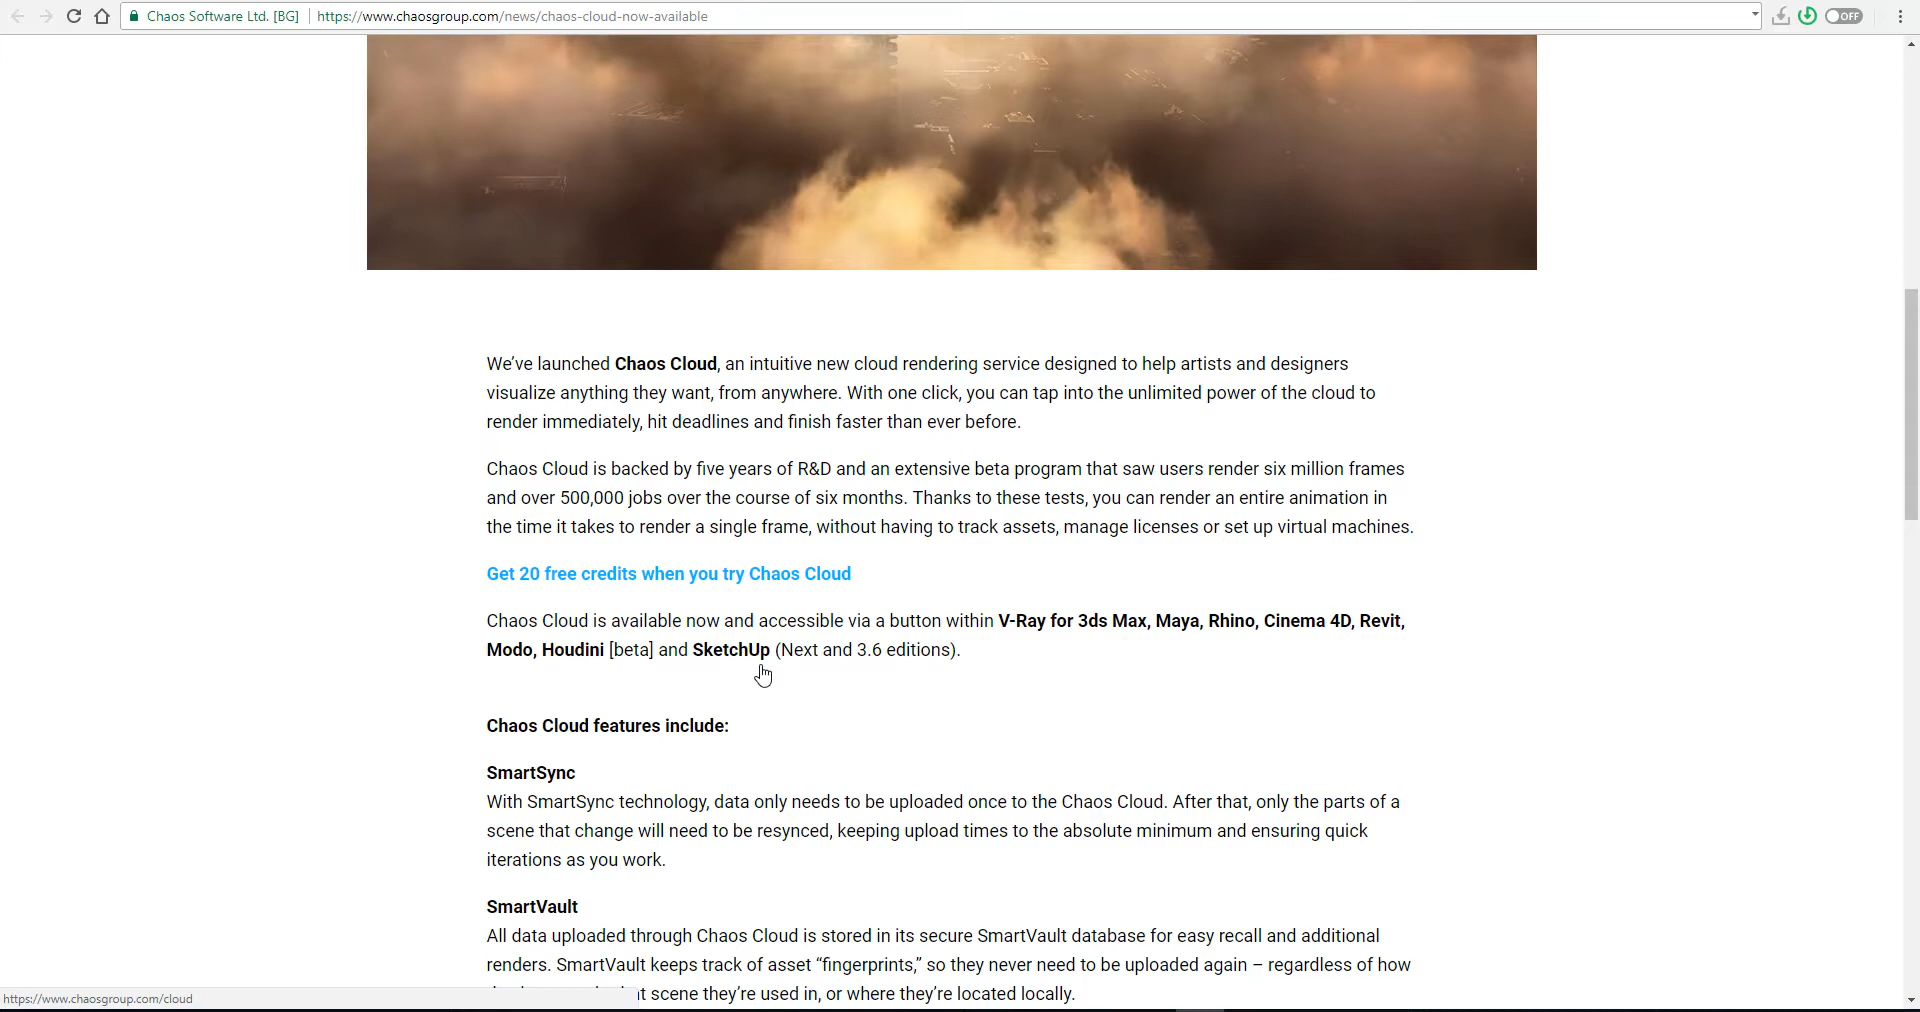 Chaos Software Ltd. [BG] https://www.chaosgroup.com/news/chaos-cloud-now-available
OFF
We’ve launched Chaos Cloud, an intuitive new cloud rendering service designed to help artists and designers
visualize anything they want, from anywhere. With one click, you can tap into the unlimited power of the cloud to
render immediately, hit deadlines and finish faster than ever before.
Chaos Cloud is backed by five years of R&D and an extensive beta program that saw users render six million frames
and over 500,000 jobs over the course of six months. Thanks to these tests, you can render an entire animation in
the time it takes to render a single frame, without having to track assets, manage licenses or set up virtual machines.
Get 20 free credits when you try Chaos Cloud
Chaos Cloud is available now and accessible via a button within V-Ray for 3ds Max, Maya, Rhino, Cinema 4D, Revit,
Modo, Houdini [beta] and SketchUp (Next and 3.6 editions).
Chaos Cloud features include:
SmartSync
With SmartSync technology, data only needs to be uploaded once to the Chaos Cloud. After that, only the parts of a
scene that change will need to be resynced, keeping upload times to the absolute minimum and ensuring quick
iterations as you work.
SmartVault
All data uploaded through Chaos Cloud is stored in its secure SmartVault database for easy recall and additional
renders. SmartVault keeps track of asset “fingerprints,” so they never need to be uploaded again – regardless of how
scene they’re used in, or where they’re located locally.
https://www.chaosgroup.com/cloud